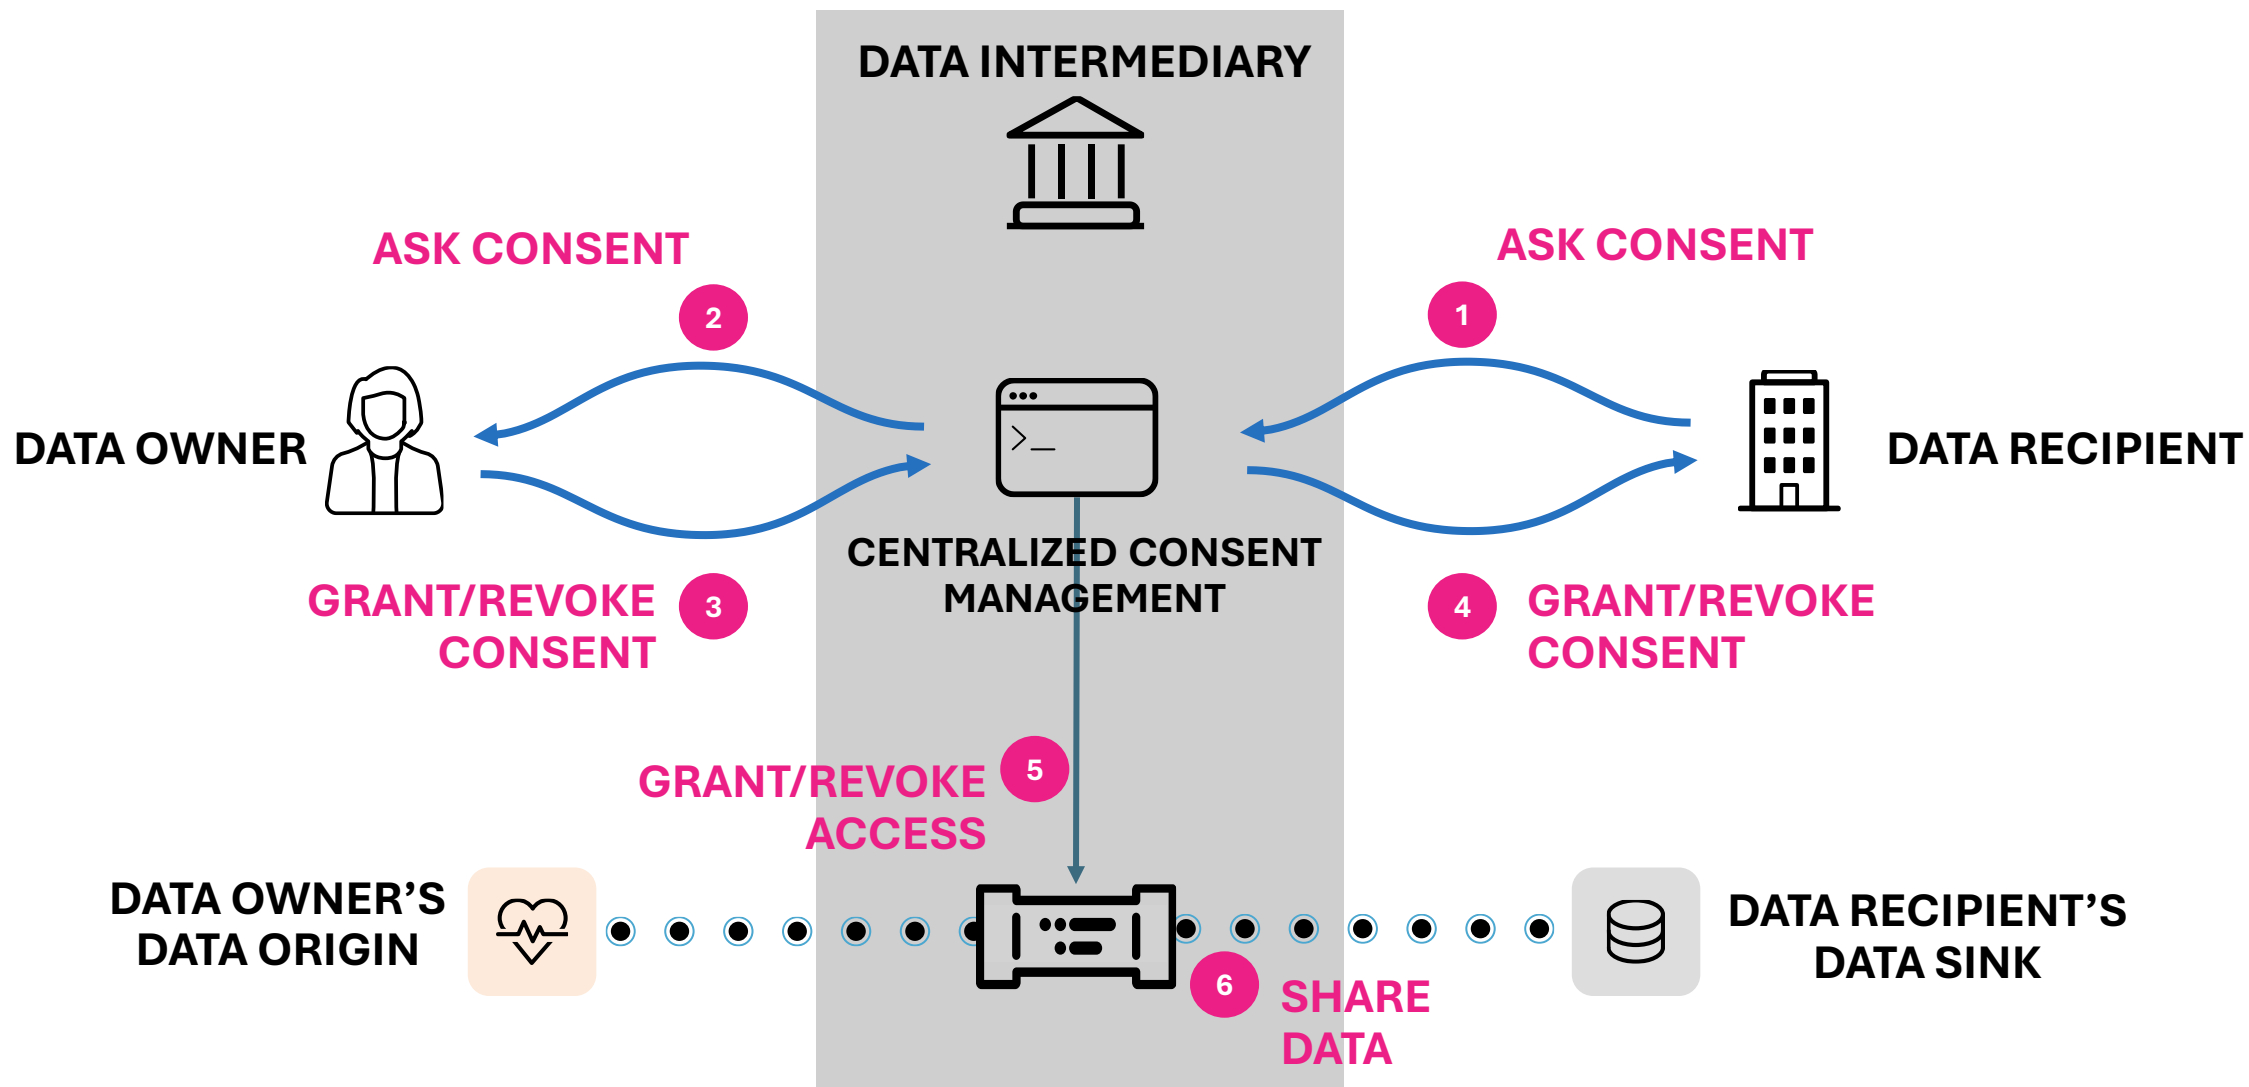 DATA INTERMEDIARY
ASK CONSENT
ASK CONSENT
2
1
DATA OWNER
>_
DATA RECIPIENT
CENTRALIZED CONSENT
MANAGEMENT
GRANT/REVOKE
CONSENT
3
4
GRANT/REVOKE
CONSENT
5
GRANT/REVOKE
ACCESS
DATA OWNER’S
DATA ORIGIN
DATA RECIPIENT’S
DATA SINK
6
SHARE
DATA